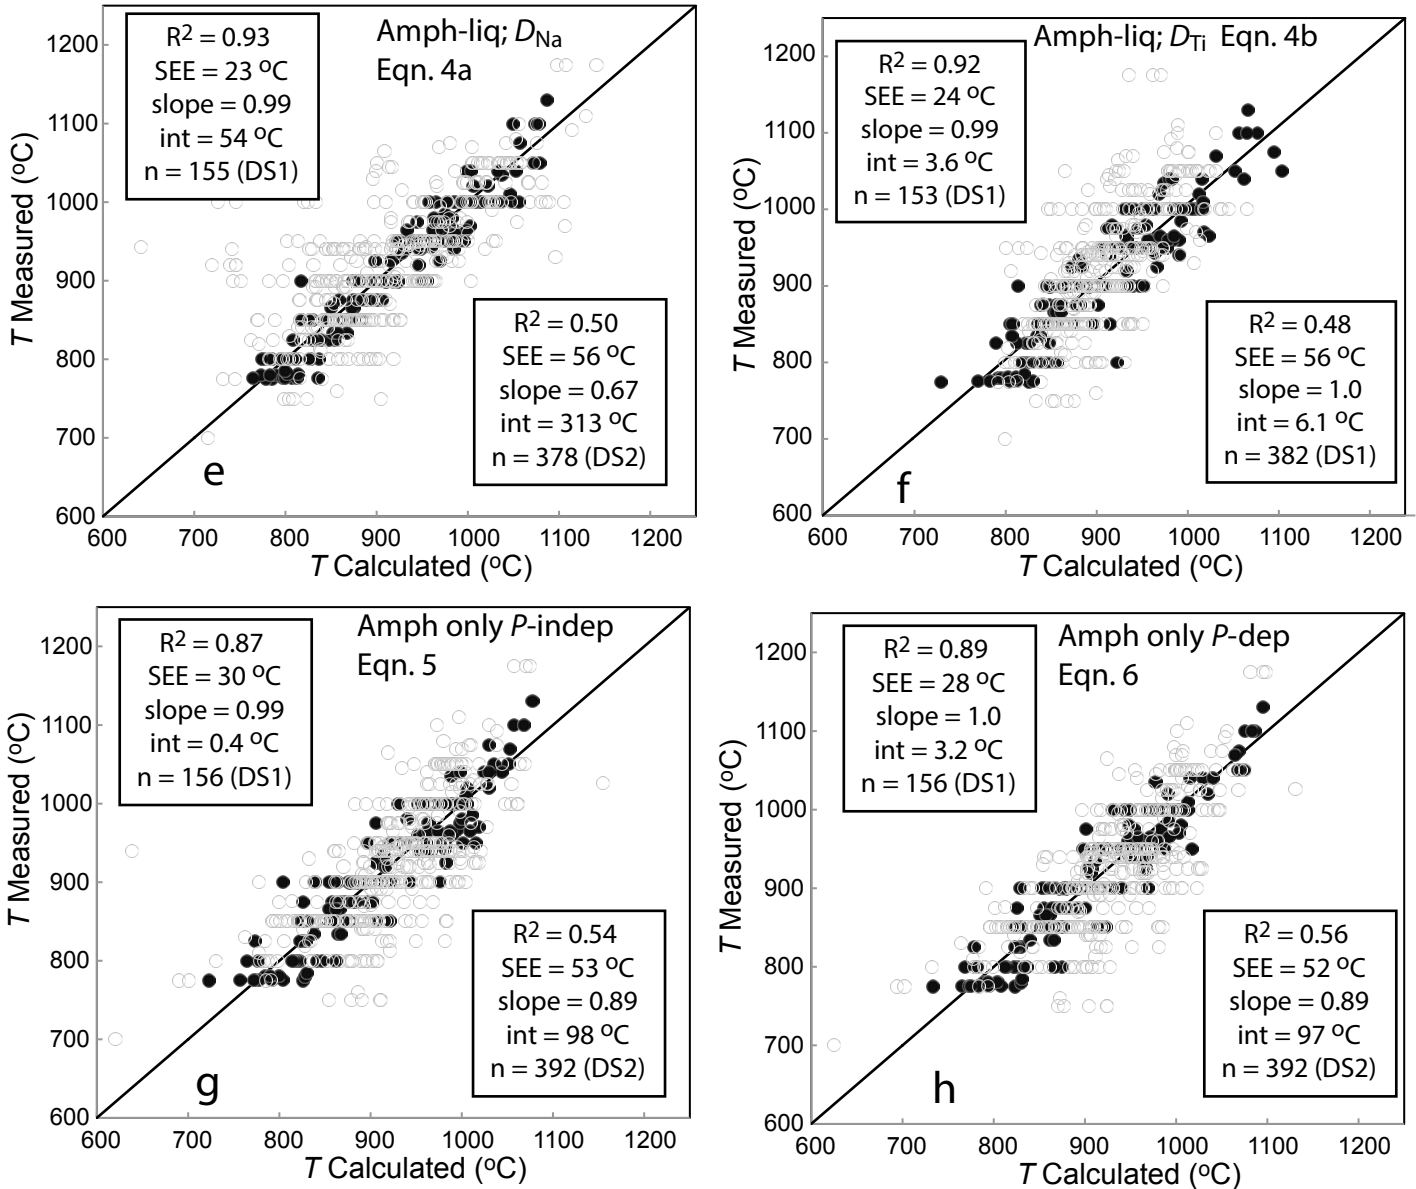 Amph-liq; DNa
Eqn. 4a
R2 = 0.93
SEE = 23 oC
slope = 0.99
int = 54 oC
n = 155 (DS1)
R2 = 0.50
SEE = 56 oC
slope = 0.67
int = 313 oC
n = 378 (DS2)
e
T Measured (oC)
1200
1100
1000
900
800
700
600
600 700 800 900 1000 1100 1200
T Calculated (oC)
Amph-liq; DTi Eqn. 4b
R2 = 0.92
SEE = 24 oC
slope = 0.99
int = 3.6 oC
n = 153 (DS1)
R2 = 0.48
SEE = 56 oC
slope = 1.0
int = 6.1 oC
n = 382 (DS1)
f
T Measured (oC)
1200
1100
1000
900
800
700
600
600 700 800 900 1000 1100 1200
T Calculated (oC)
Amph only P-indep
Eqn. 5
R2 = 0.87
SEE = 30 oC
slope = 0.99
int = 0.4 oC
n = 156 (DS1)
R2 = 0.54
SEE = 53 oC
slope = 0.89
int = 98 oC
n = 392 (DS2)
g
T Measured (oC)
1200
1100
1000
900
800
700
600
600 700 800 900 1000 1100 1200
T Calculated (oC)
Amph only P-dep
Eqn. 6
R2 = 0.89
SEE = 28 oC
slope = 1.0
int = 3.2 oC
n = 156 (DS1)
R2 = 0.56
SEE = 52 oC
slope = 0.89
int = 97 oC
n = 392 (DS2)
h
T Measured (oC)
1200
1100
1000
900
800
700
600
600 700 800 900 1000 1100 1200
T Calculated (oC)